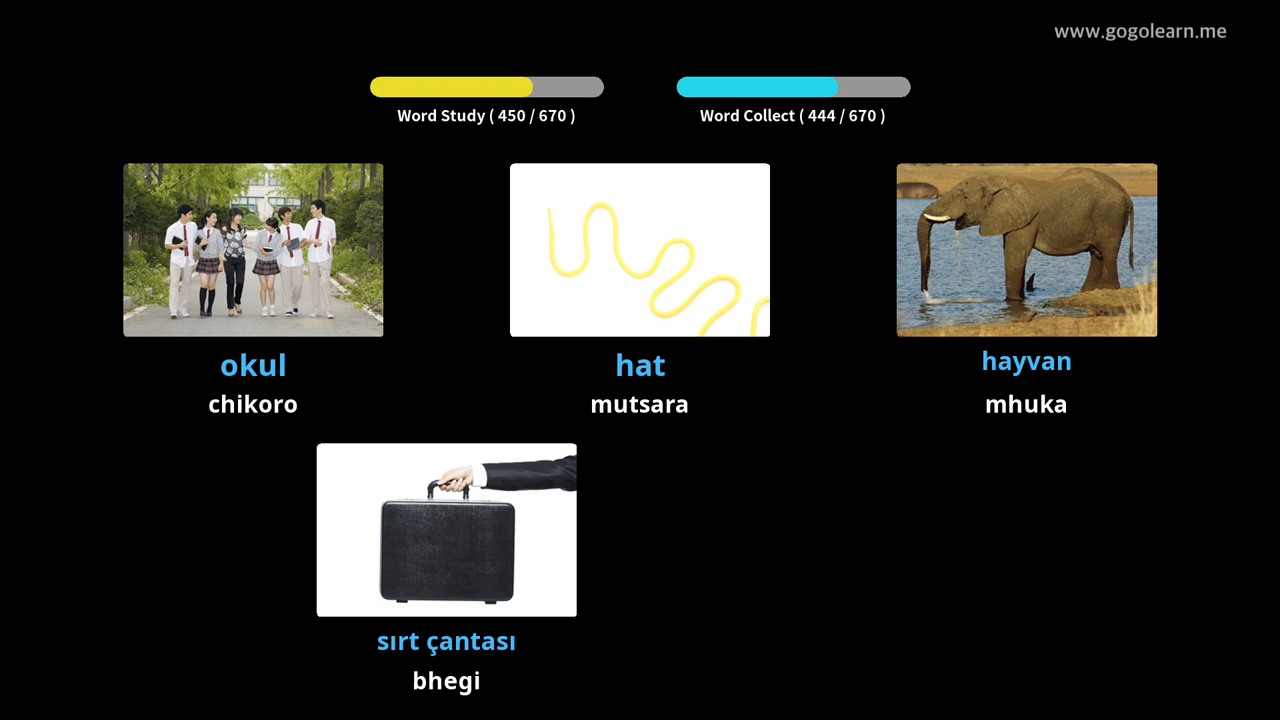 www.gogolearn.me
Word Study ( 450 / 670 )
Word Collect ( 444 / 670 )
okul
chikoro
hat
mutsara
hayvan
mhuka
sırt çantası
bhegi